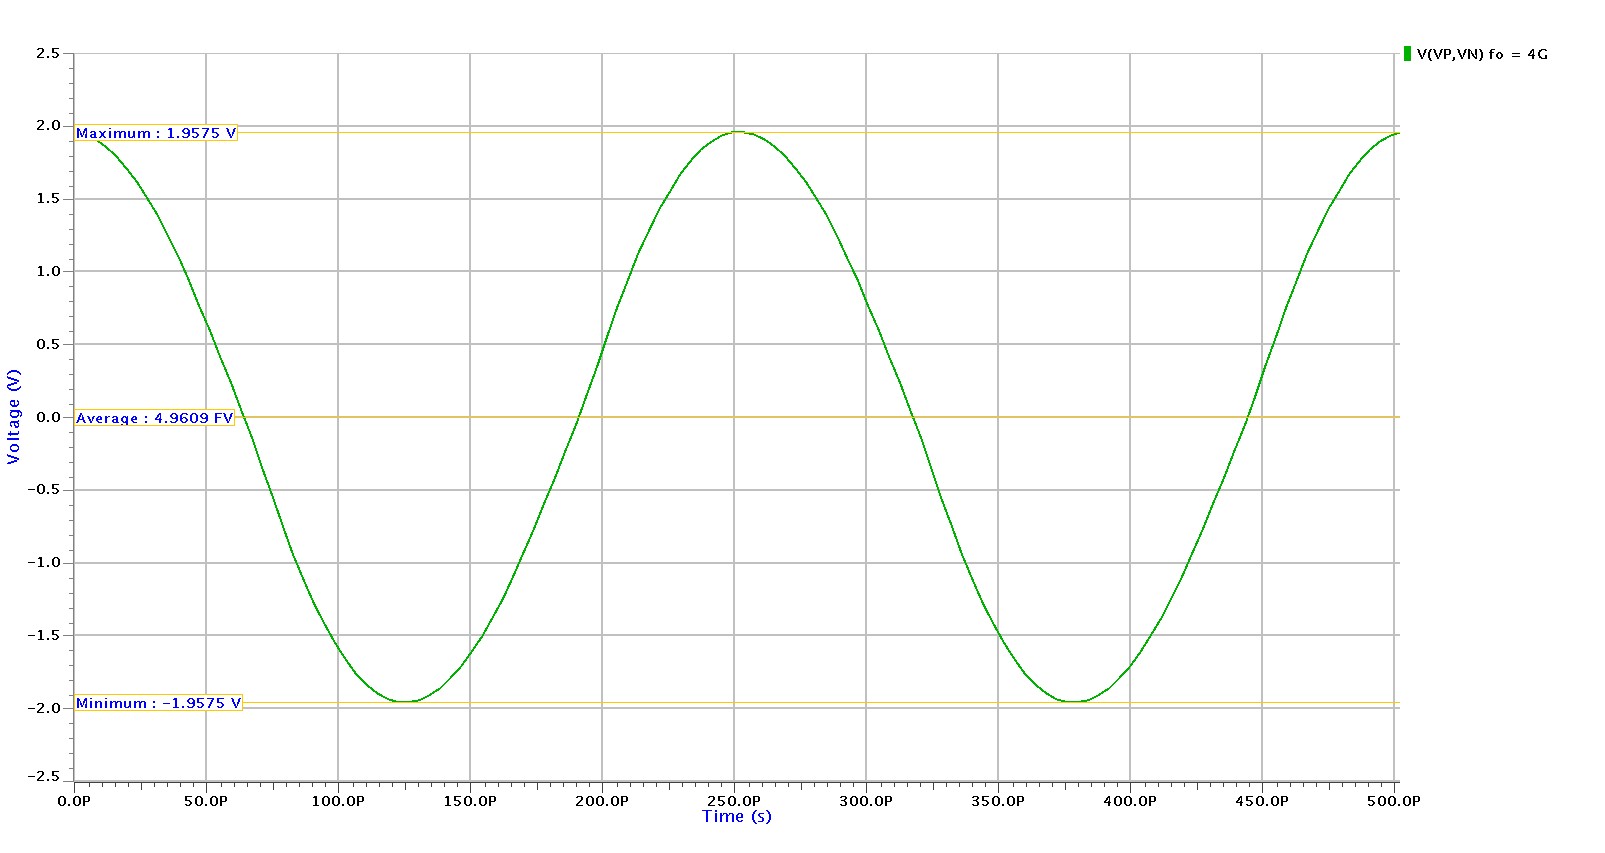 V(VP,VN) fo = 4G
2.5
2.0
Maximum : 1.9575 V
1.5
1.0
0.5
Voltage (V)
0.0
Average : 4.9609 FV
−0.5
−1.0
−1.5
Minimum : −1.9575 V
−2.0
−2.5
0.0P 50.0P 100.0P 150.0P 200.0P 250.0P 300.0P 350.0P 400.0P 450.0P 500.0P
Time (s)